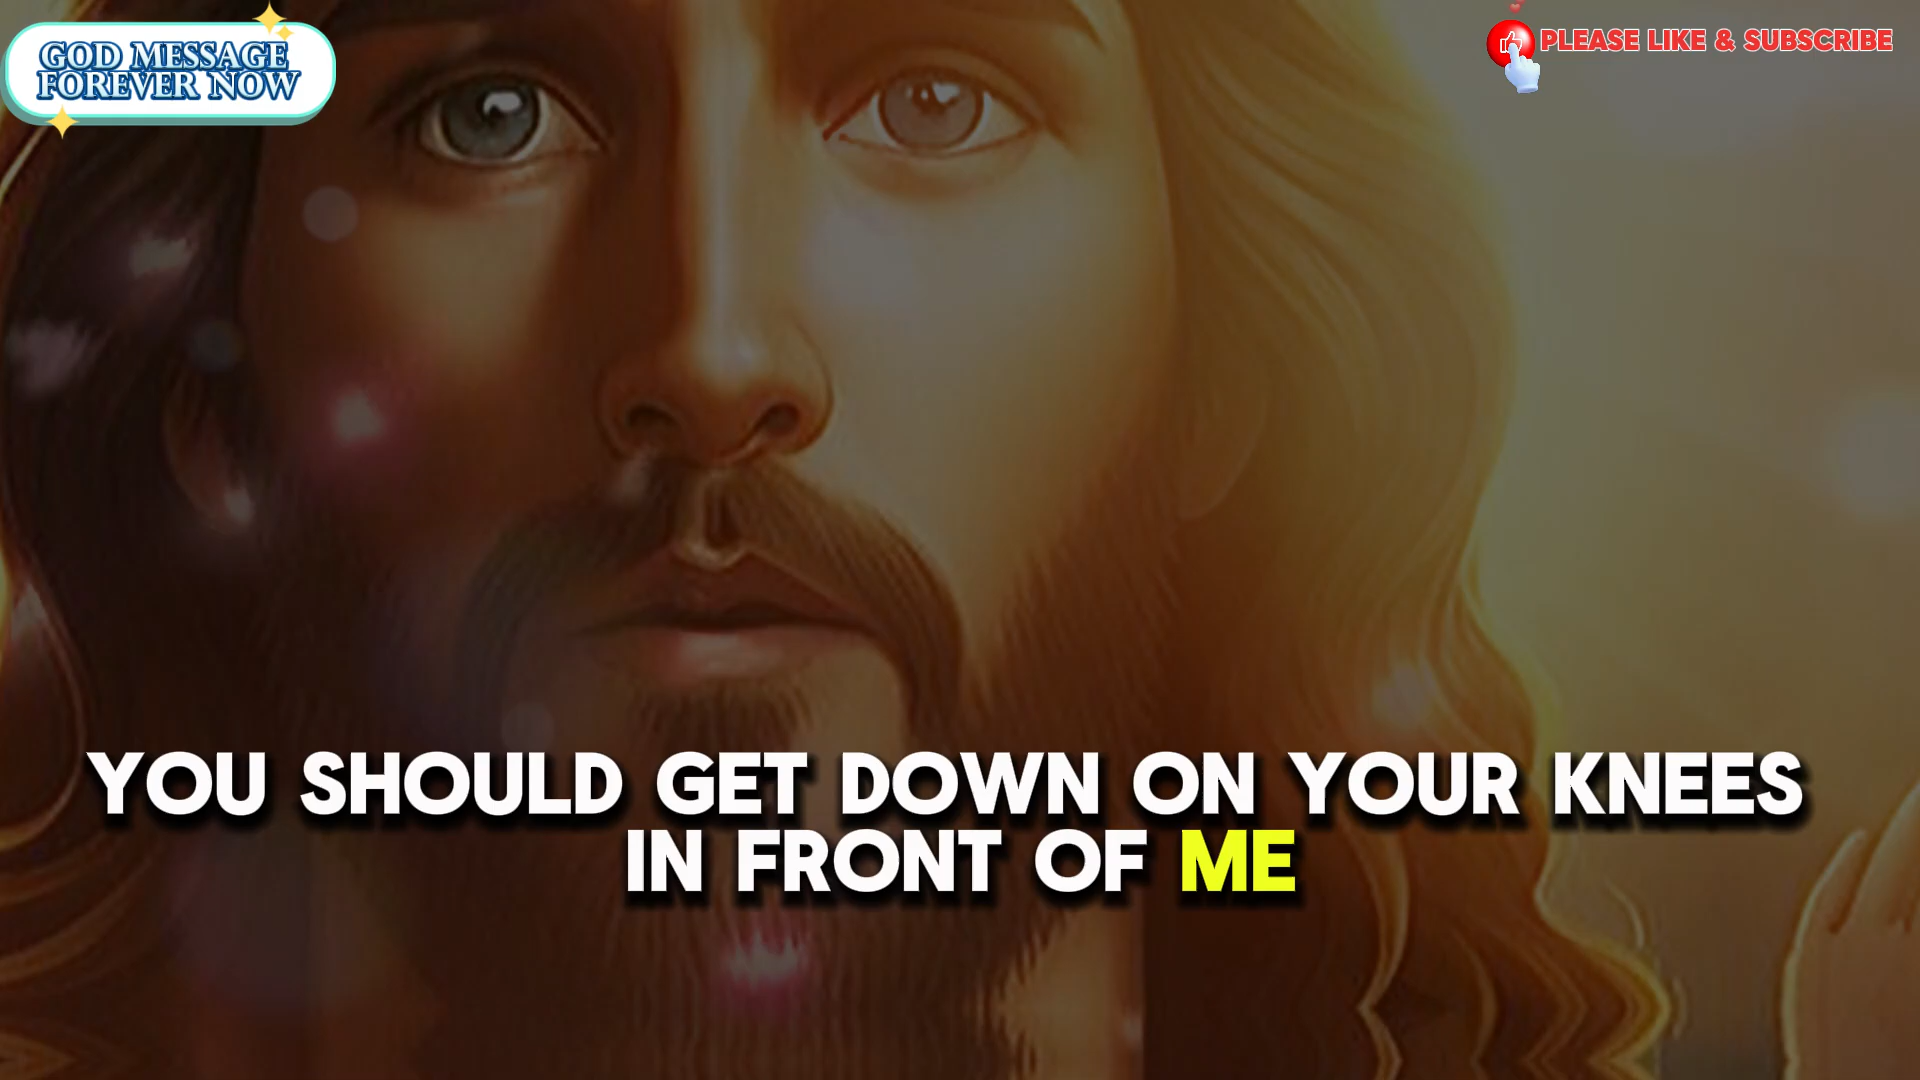 GOD MESSAGE
FOREVER NOW
PLEASE LIKE & SUBSCRIBE
YOU SHOULD GET DOWN ON YOUR KNEES
IN FRONT OF ME